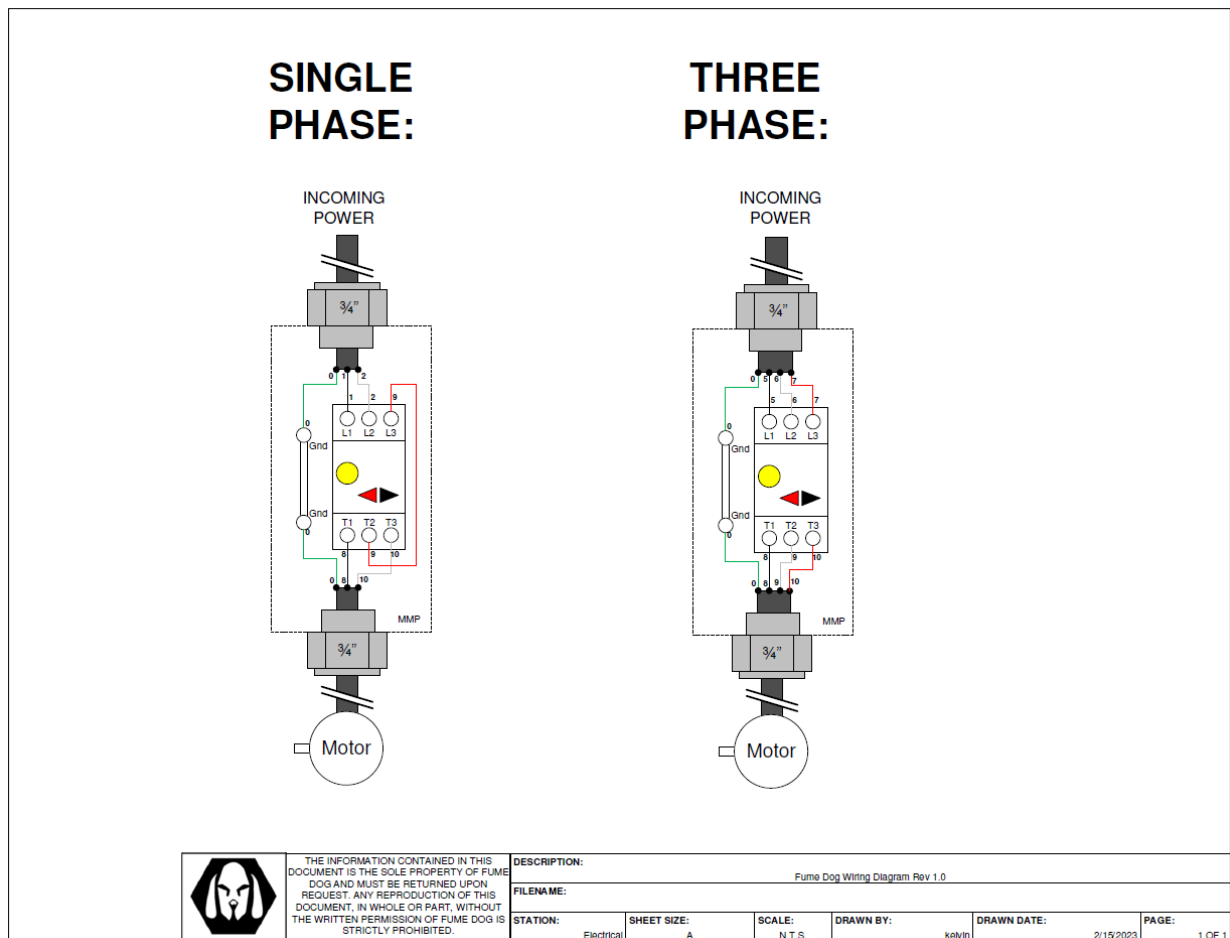 SINGLE
PHASE:
THREE
PHASE:
INCOMING
POWER
¾"
0 1 2
1 2 9
L1 L2 L3
0
Gnd
Gnd
0
T1 T2 T3
8 9 10
0 8 10
MMP
¾"
Motor
INCOMING
POWER
¾"
0 5 6 7
5 6 7
L1 L2 L3
0
Gnd
Gnd
0
T1 T2 T3
8 9 10
0 8 9 10
MMP
¾"
Motor
THE INFORMATION CONTAINED IN THIS
DOCUMENT IS THE SOLE PROPERTY OF FUME
DOG AND MUST BE RETURNED UPON
REQUEST. ANY REPRODUCTION OF THIS
DOCUMENT, IN WHOLE OR PART, WITHOUT
THE WRITTEN PERMISSION OF FUME DOG IS
STRICTLY PROHIBITED.
DESCRIPTION:
Fume Dog Wiring Diagram Rev 1.0
FILENAME:
STATION:
Electrical
SHEET SIZE:
A
SCALE:
N.T.S.
DRAWN BY:
kelvin
DRAWN DATE:
2/15/2023
PAGE:
1 OF 1